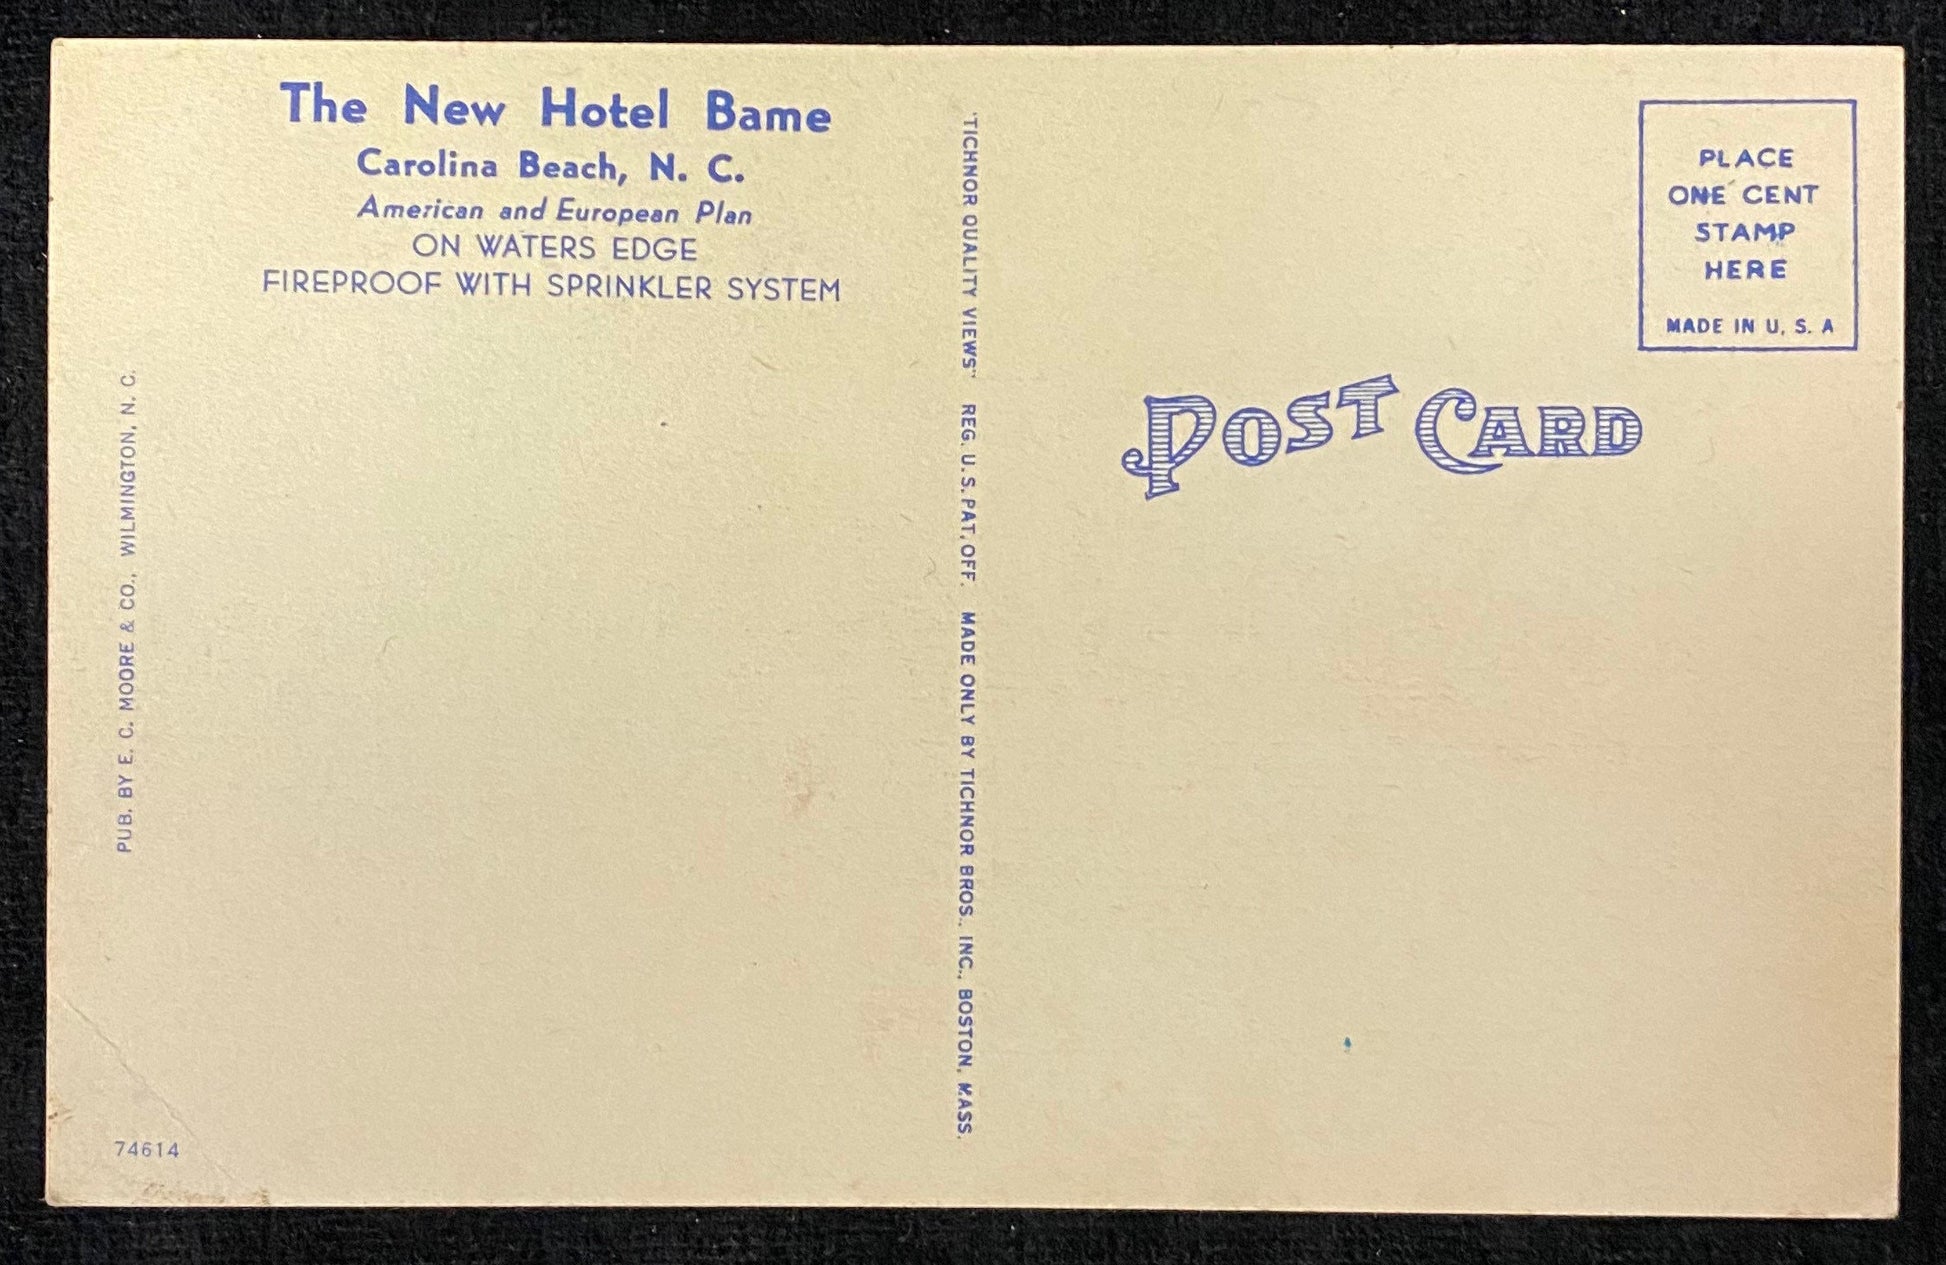 The New Hotel Bame
Carolina Beach, N. C.
American and European Plan
ON WATERS EDGE
FIREPROOF WITH SPRINKLER SYSTEM
PUB. BY E. C. MOORE & CO., WILMINGTON, N. C.
74614
"TICHNOR QUALITY VIEWS" REG. U. S. PAT. OFF. MADE ONLY BY TICHNOR BROS., INC., BOSTON, MASS.
PLACE
ONE CENT
STAMP
HERE
MADE IN U. S. A
POST CARD